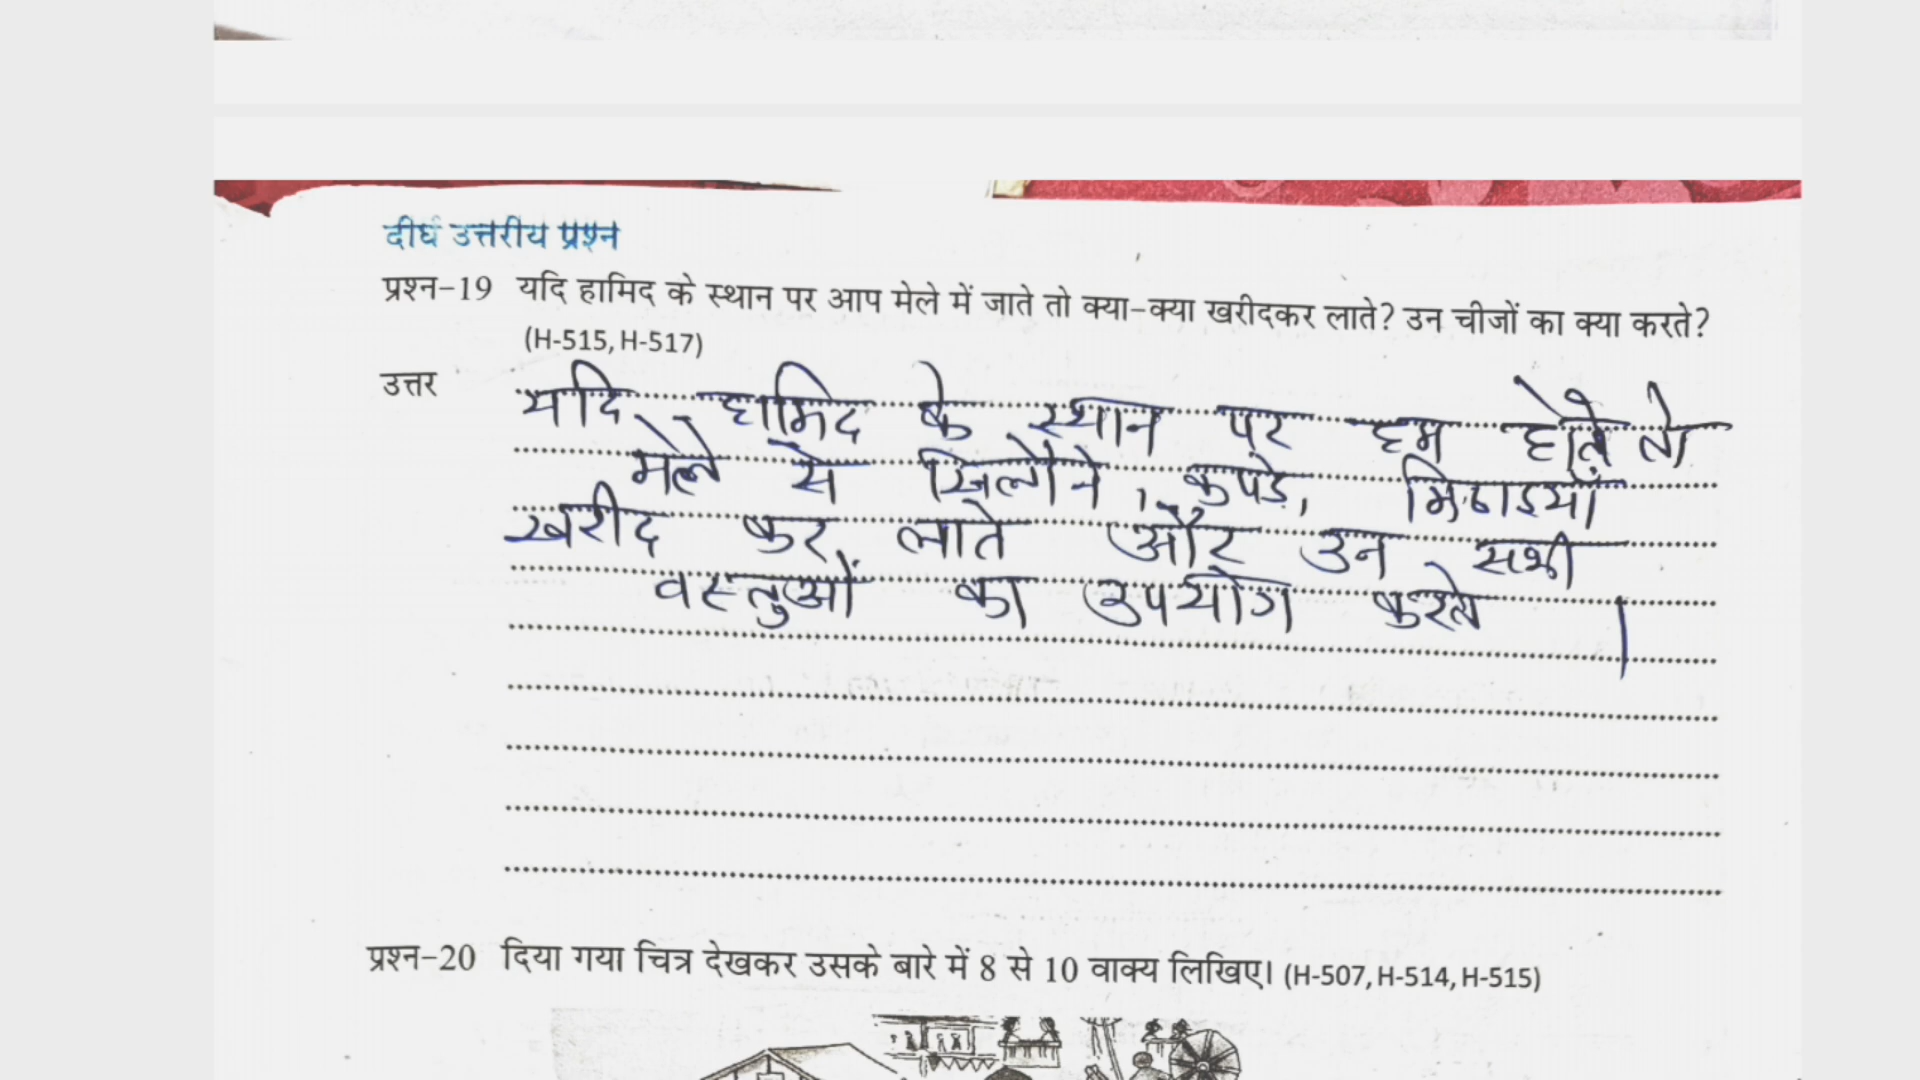 दीर्घ उत्तरीय प्रश्न
प्रश्न-19 यदि हामिद के स्थान पर आप मेले में जाते तो क्या-क्या खरीदकर लाते? उन चीजों का क्या करते?
(H-515, H-517)
उत्तर
यदि हामिद के स्थान पर हम होते तो
मेले से खिलौने, कपड़े, मिठाइयाँ
खरीद कर लाते और उन सभी
वस्तुओं का उपयोग करते ।
प्रश्न-20 दिया गया चित्र देखकर उसके बारे में 8 से 10 वाक्य लिखिए। (H-507, H-514, H-515)